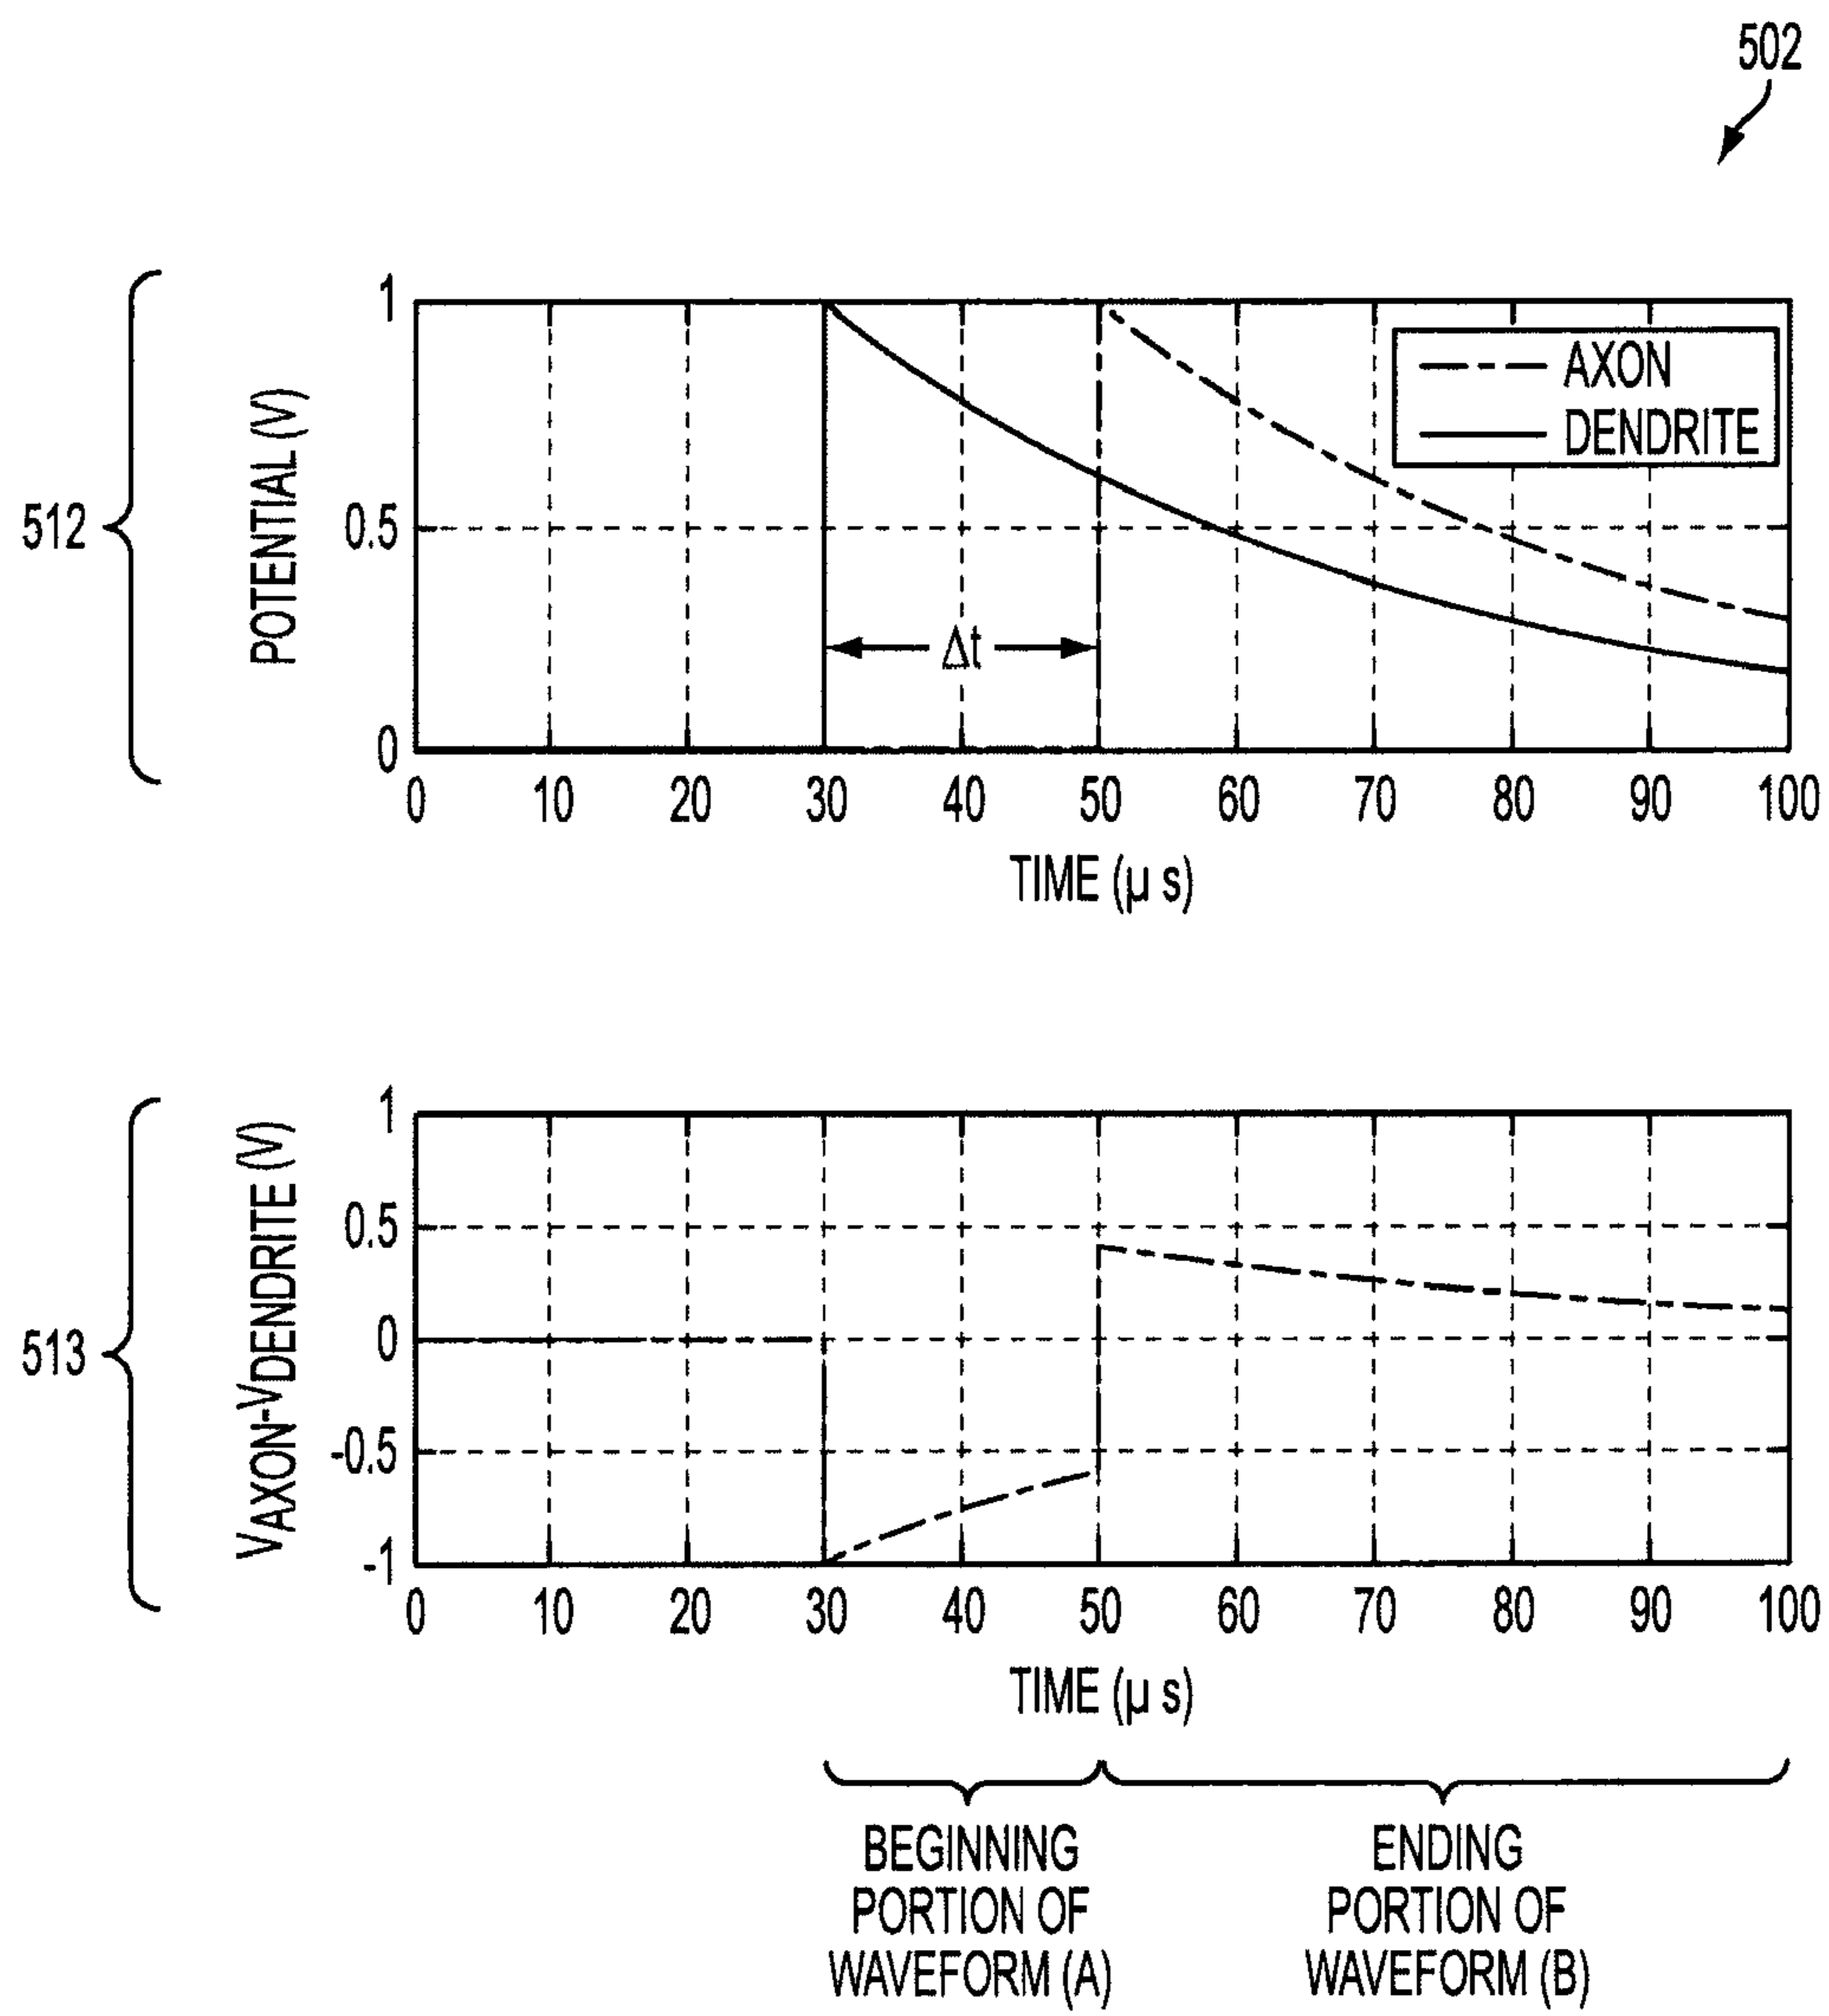 502
512
POTENTIAL (V)
1
0.5
0
AXON
DENDRITE
Δt
0 10 20 30 40 50 60 70 80 90 100
TIME (μ s)
513
VAXON-VDENDRITE (V)
1
0.5
0
-0.5
-1
0 10 20 30 40 50 60 70 80 90 100
TIME (μ s)
BEGINNING
PORTION OF
WAVEFORM (A)
ENDING
PORTION OF
WAVEFORM (B)